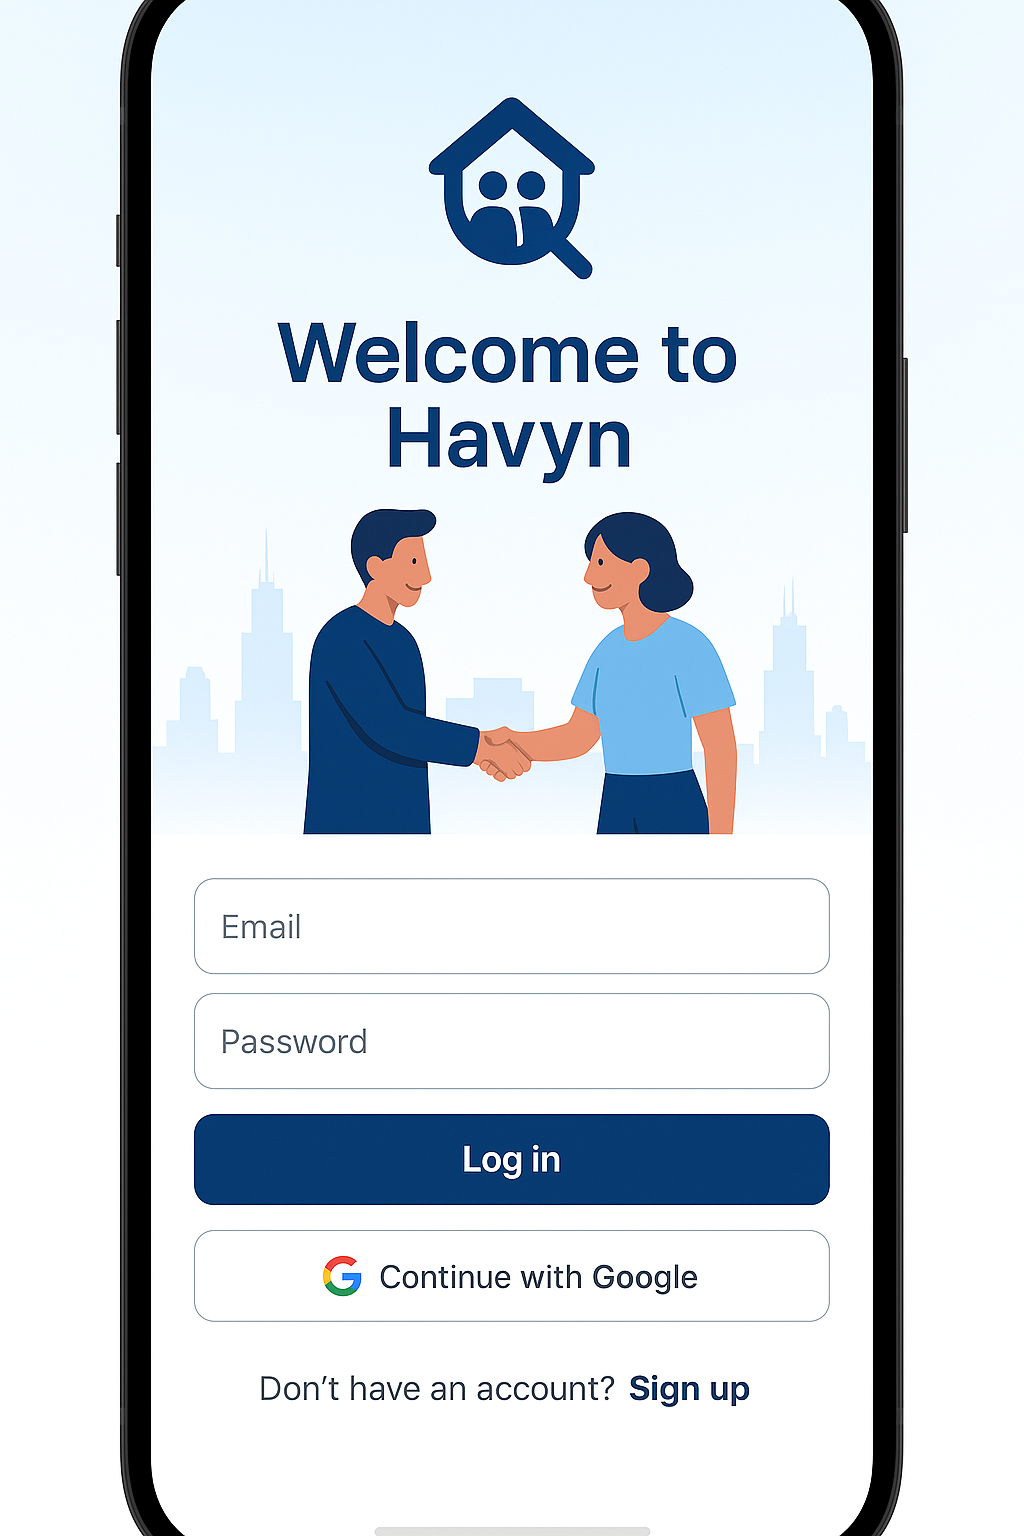 Welcome to
Havyn
Email
Password
Log in
Continue with Google
Don’t have an account? Sign up